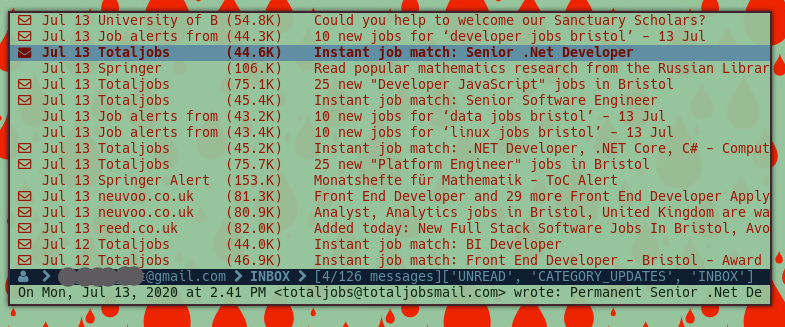 Jul 13 University of B (54.8K) Could you help to welcome our Sanctuary Scholars?
Jul 13 Job alerts from (44.3K) 10 new jobs for ‘developer jobs bristol’ – 13 Jul
Jul 13 Totaljobs (44.6K) Instant job match: Senior .Net Developer
Jul 13 Springer (106.K) Read popular mathematics research from the Russian Librar
Jul 13 Totaljobs (75.1K) 25 new "Developer JavaScript" jobs in Bristol
Jul 13 Totaljobs (45.4K) Instant job match: Senior Software Engineer
Jul 13 Job alerts from (43.2K) 10 new jobs for ‘data jobs bristol’ – 13 Jul
Jul 13 Job alerts from (43.4K) 10 new jobs for ‘linux jobs bristol’ – 13 Jul
Jul 13 Totaljobs (45.2K) Instant job match: .NET Developer, .NET Core, C# – Comput
Jul 13 Totaljobs (75.7K) 25 new "Platform Engineer" jobs in Bristol
Jul 13 Springer Alert (153.K) Monatshefte für Mathematik – ToC Alert
Jul 13 neuvoo.co.uk (81.3K) Front End Developer and 29 more Front End Developer Apply
Jul 13 neuvoo.co.uk (80.9K) Analyst, Analytics jobs in Bristol, United Kingdom are wa
Jul 13 reed.co.uk (82.0K) Added today: New Full Stack Software Jobs In Bristol, Avo
Jul 12 Totaljobs (44.0K) Instant job match: BI Developer
Jul 12 Totaljobs (46.9K) Instant job match: Front End Developer – Bristol – Award
@gmail.com INBOX [4/126 messages]['UNREAD', 'CATEGORY_UPDATES', 'INBOX']
On Mon, Jul 13, 2020 at 2.41 PM <totaljobs@totaljobsmail.com> wrote: Permanent Senior .Net De